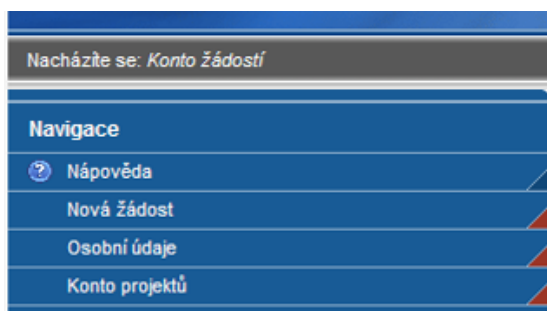 Nacházíte se: Konto žádostí
Navigace
Nápověda
Nová žádost
Osobní údaje
Konto projektů